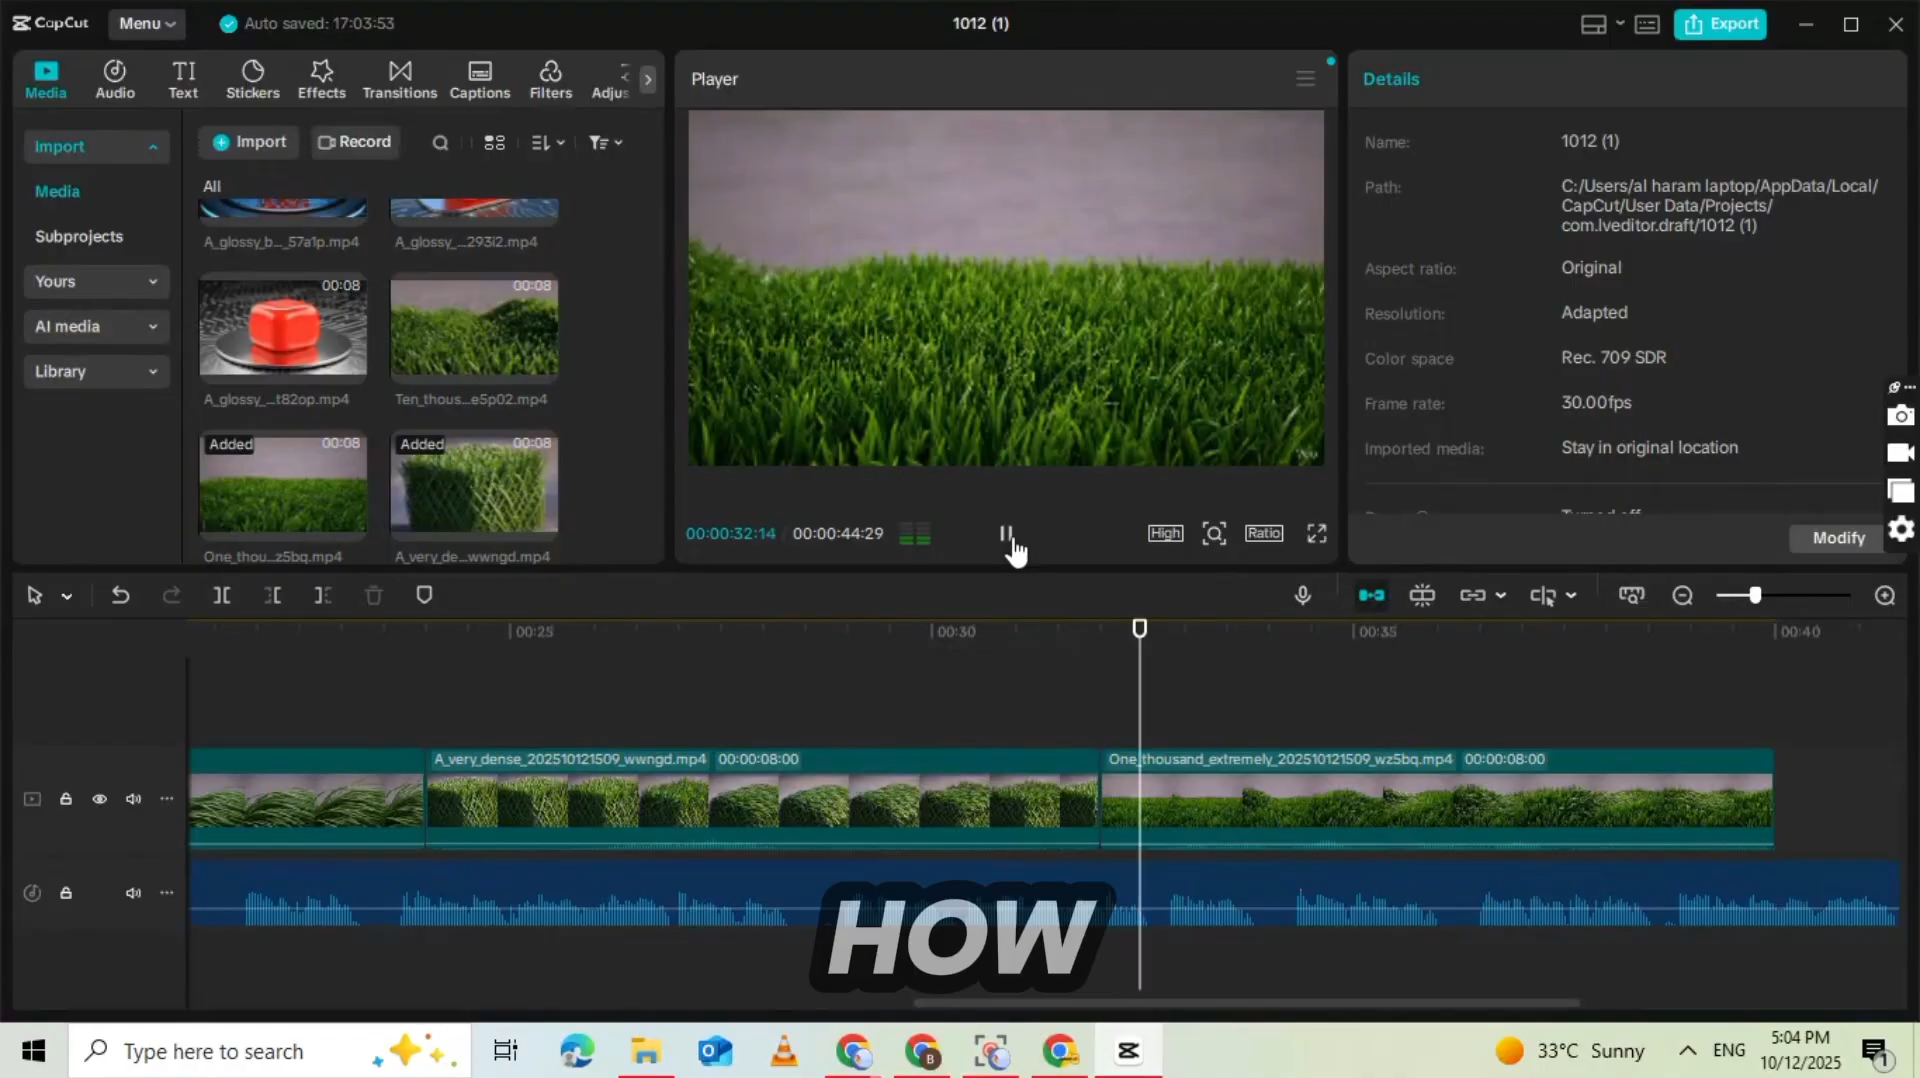 CapCut
Menu
Auto saved: 17:03:53
1012 (1)
Export
Media
Audio
Text
Stickers
Effects
Transitions
Captions
Filters
Adjus
Player
Details
Import
Media
Subprojects
Yours
AI media
Library
Import
Record
All
A_glossy_b..._57a1p.mp4
A_glossy_...293i2.mp4
00:08
00:08
A_glossy_...t82op.mp4
Ten_thous...e5p02.mp4
Added
00:08
Added
00:08
One_thou...z5bq.mp4
A_very_de...wwngd.mp4
00:00:32:14
00:00:44:29
High
Ratio
Name:
1012 (1)
Path:
C:/Users/al haram laptop/AppData/Local/
CapCut/User Data/Projects/
com.lveditor.draft/1012 (1)
Aspect ratio:
Original
Resolution:
Adapted
Color space
Rec. 709 SDR
Frame rate:
30.00fps
Imported media:
Stay in original location
Modify
00:25
00:30
00:35
00:40
A_very_dense_202510121509_wwngd.mp4 00:00:08:00
One_thousand_extremely_202510121509_wz5bq.mp4 00:00:08:00
HOW
Type here to search
B
33°C Sunny
ENG
5:04 PM
10/12/2025
1